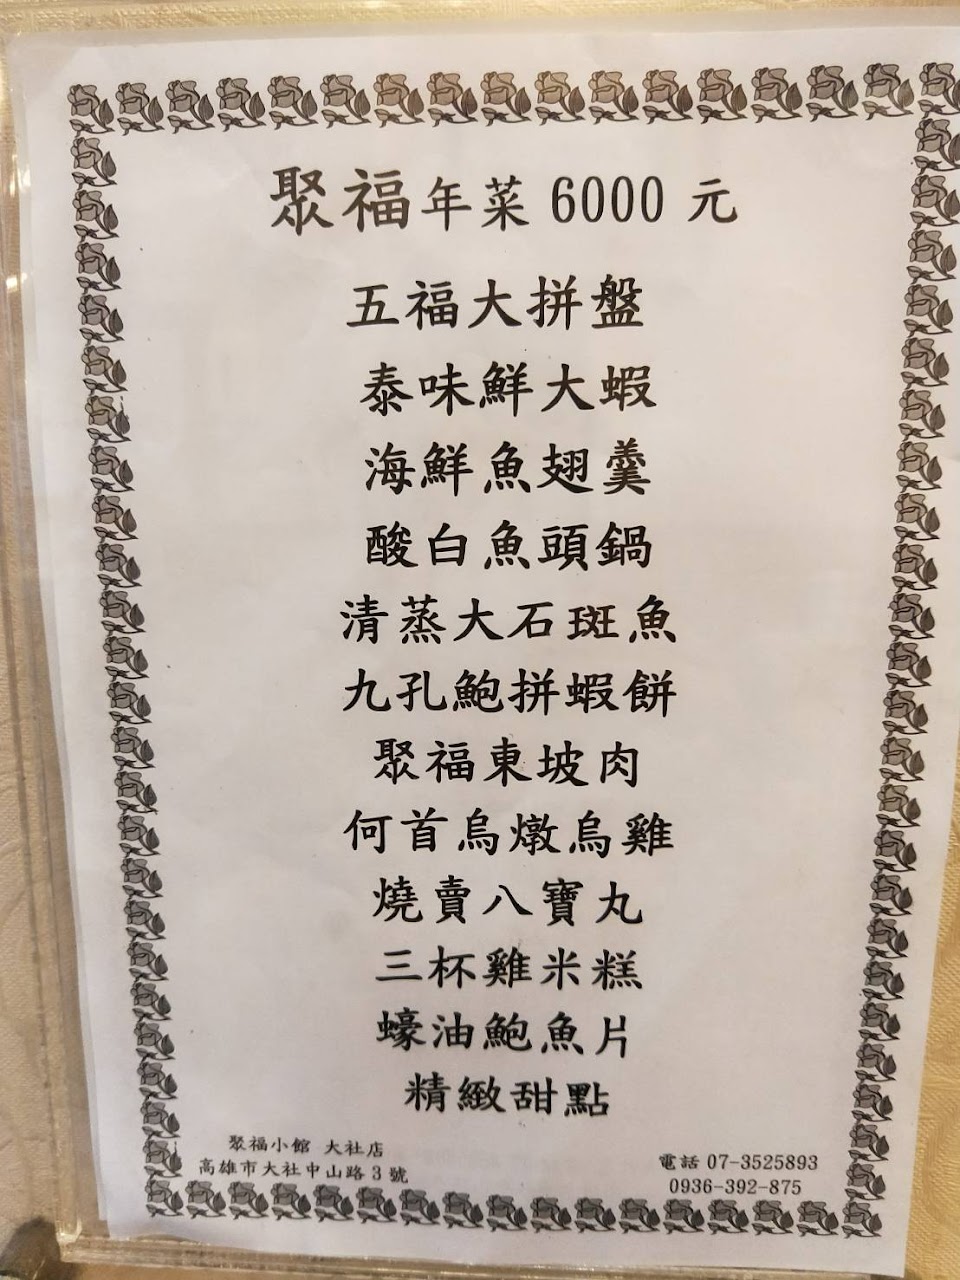 聚福年菜 6000 元
五福大拼盤
泰味鮮大蝦
海鮮魚翅羹
酸白魚頭鍋
清蒸大石斑魚
九孔鮑拼蝦餅
聚福東坡肉
何首烏燉烏雞
燒賣八寶丸
三杯雞米糕
蠔油鮑魚片
精緻甜點
聚福小館 大社店
高雄市大社中山路 3 號
電話 07-3525893
0936-392-875